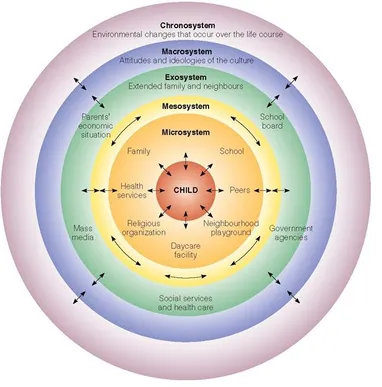 Chronosystem
Environmental changes that occur over the life course
Macrosystem
Attitudes and ideologies of the culture
Exosystem
Extended family and neighbours
Mesosystem
Microsystem
Parents'
economic
situation
School
board
Family
School
Health
services
CHILD
Peers
Religious
organization
Neighbourhood
playground
Daycare
facility
Mass
media
Government
agencies
Social services
and health care